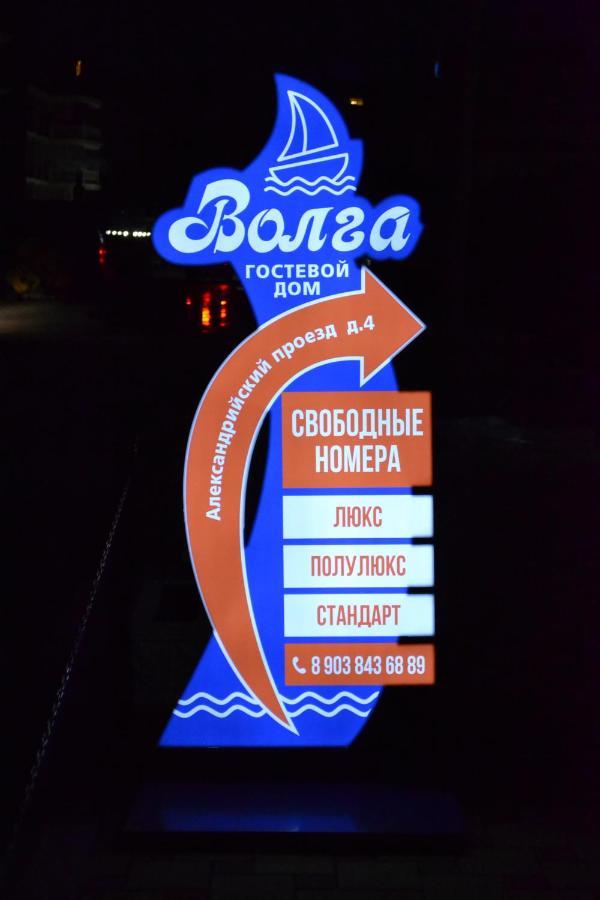 Волга
ГОСТЕВОЙ
ДОМ
Александрийский проезд д.4
СВОБОДНЫЕ
НОМЕРА
ЛЮКС
ПОЛУЛЮКС
СТАНДАРТ
8 903 843 68 89